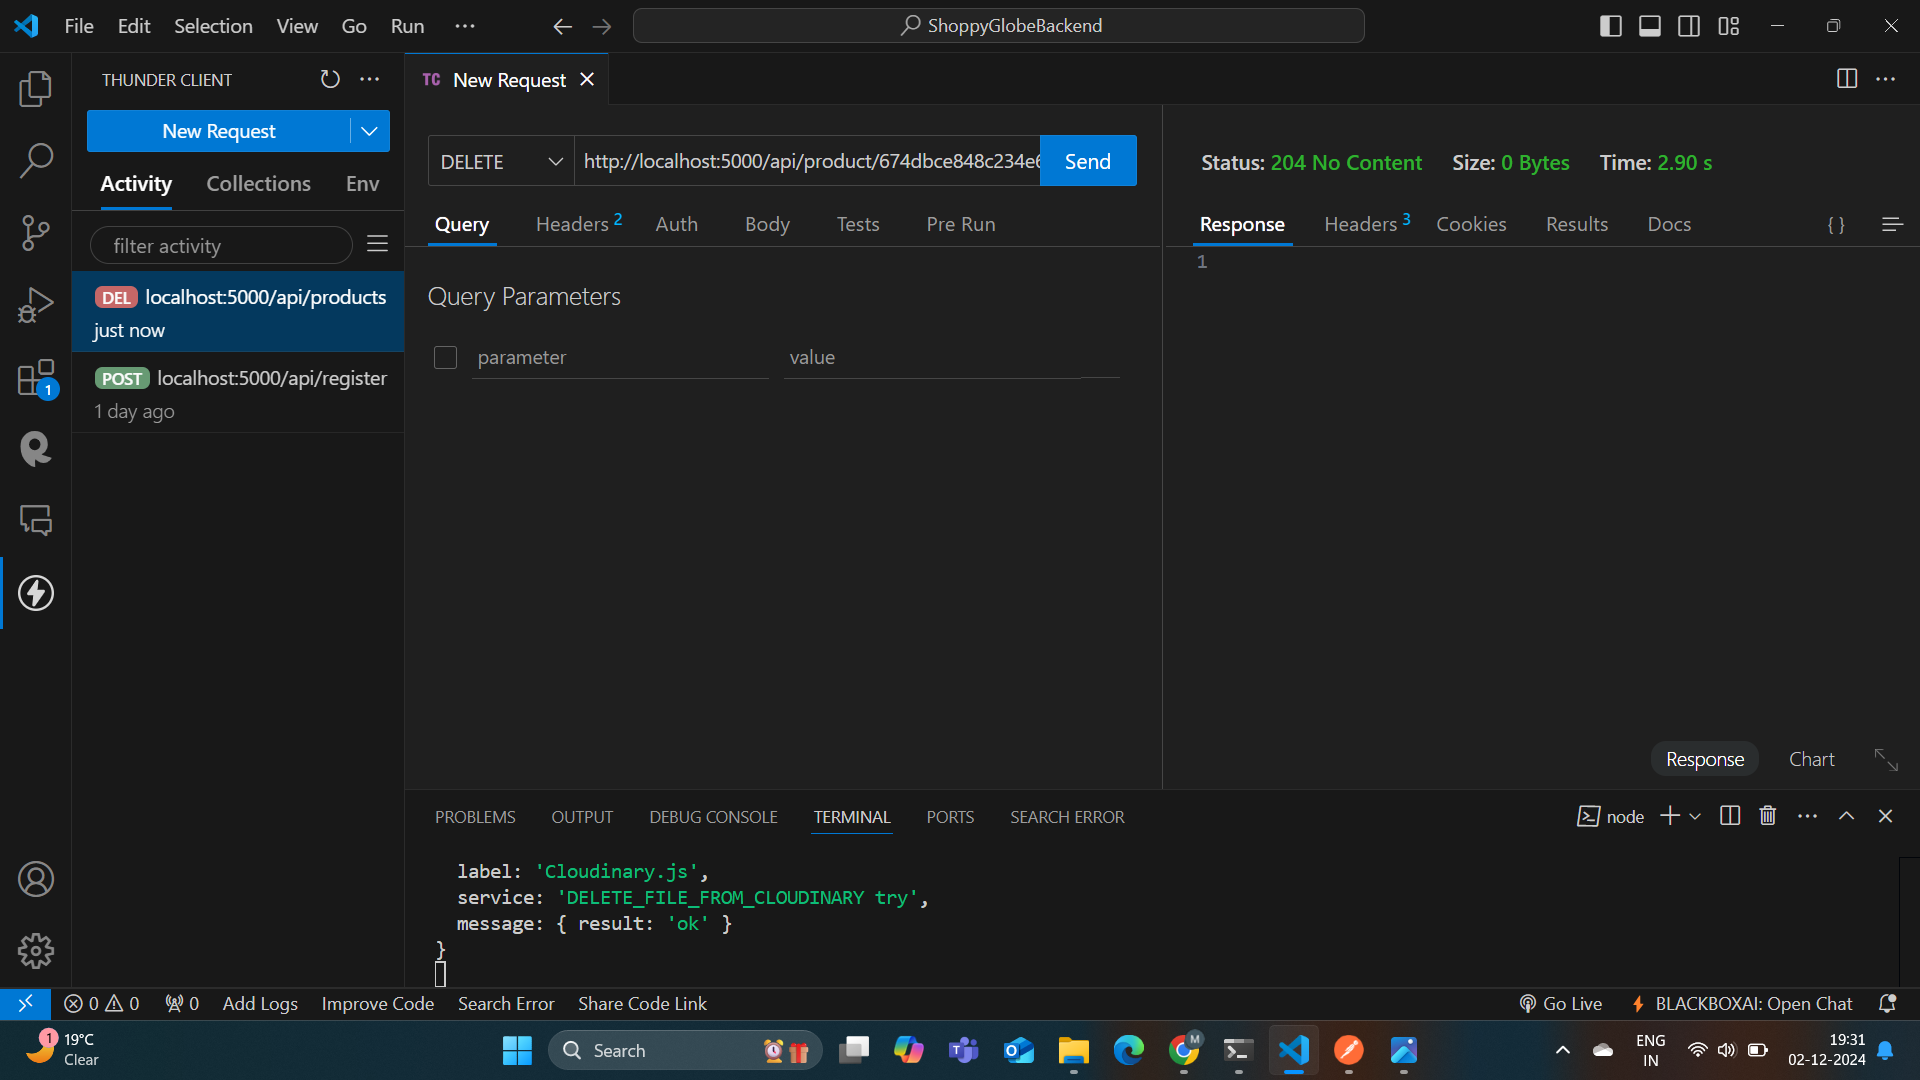 File Edit Selection View Go Run ···
ShoppyGlobeBackend
THUNDER CLIENT
New Request
Activity Collections Env
filter activity
DEL localhost:5000/api/products
just now
POST localhost:5000/api/register
1 day ago
1
TC New Request
DELETE http://localhost:5000/api/product/674dbce848c234e6 Send
Query Headers 2 Auth Body Tests Pre Run
Query Parameters
parameter value
Status: 204 No Content Size: 0 Bytes Time: 2.90 s
Response Headers 3 Cookies Results Docs { }
1
Response Chart
PROBLEMS OUTPUT DEBUG CONSOLE TERMINAL PORTS SEARCH ERROR
node
label: 'Cloudinary.js',
service: 'DELETE_FILE_FROM_CLOUDINARY try',
message: { result: 'ok' }
}
0 0 0 Add Logs Improve Code Search Error Share Code Link
Go Live BLACKBOXAI: Open Chat
1 19°C
Clear
Search
M
ENG
IN
19:31
02-12-2024